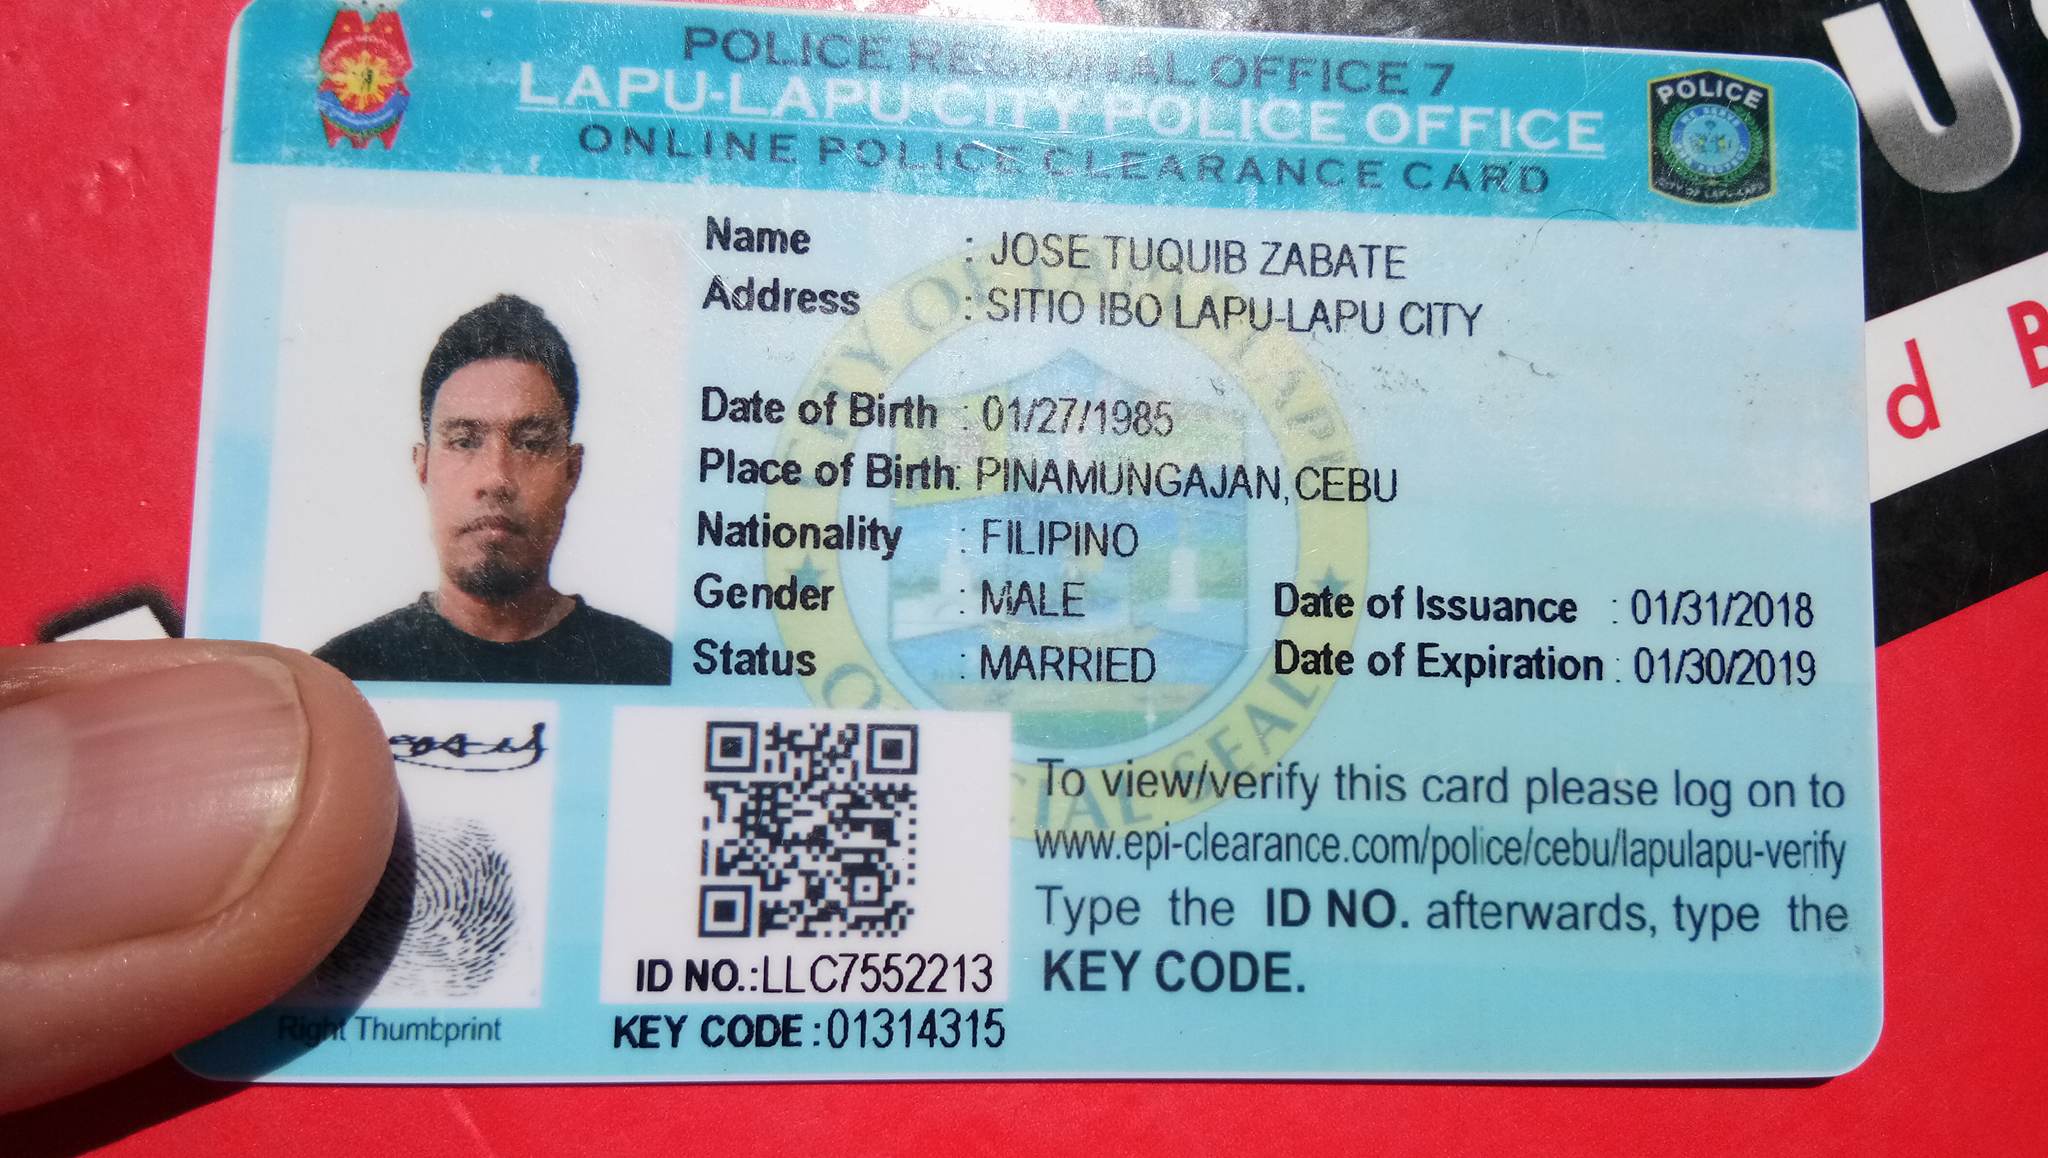 POLICE REGIONAL OFFICE 7
LAPU-LAPU CITY POLICE OFFICE
ONLINE POLICE CLEARANCE CARD
POLICE
CITY OF LAPU-LAPU
Name : JOSE TUQUIB ZABATE
Address : SITIO IBO LAPU-LAPU CITY
Date of Birth : 01/27/1985
Place of Birth: PINAMUNGAJAN,CEBU
Nationality : FILIPINO
Gender : MALE
Status : MARRIED
Date of Issuance : 01/31/2018
Date of Expiration : 01/30/2019
To view/verify this card please log on to
www.epi-clearance.com/police/cebu/lapulapu-verify
Type the ID NO. afterwards, type the
KEY CODE.
ID NO.:LLC7552213
KEY CODE:01314315
Right Thumbprint
d B